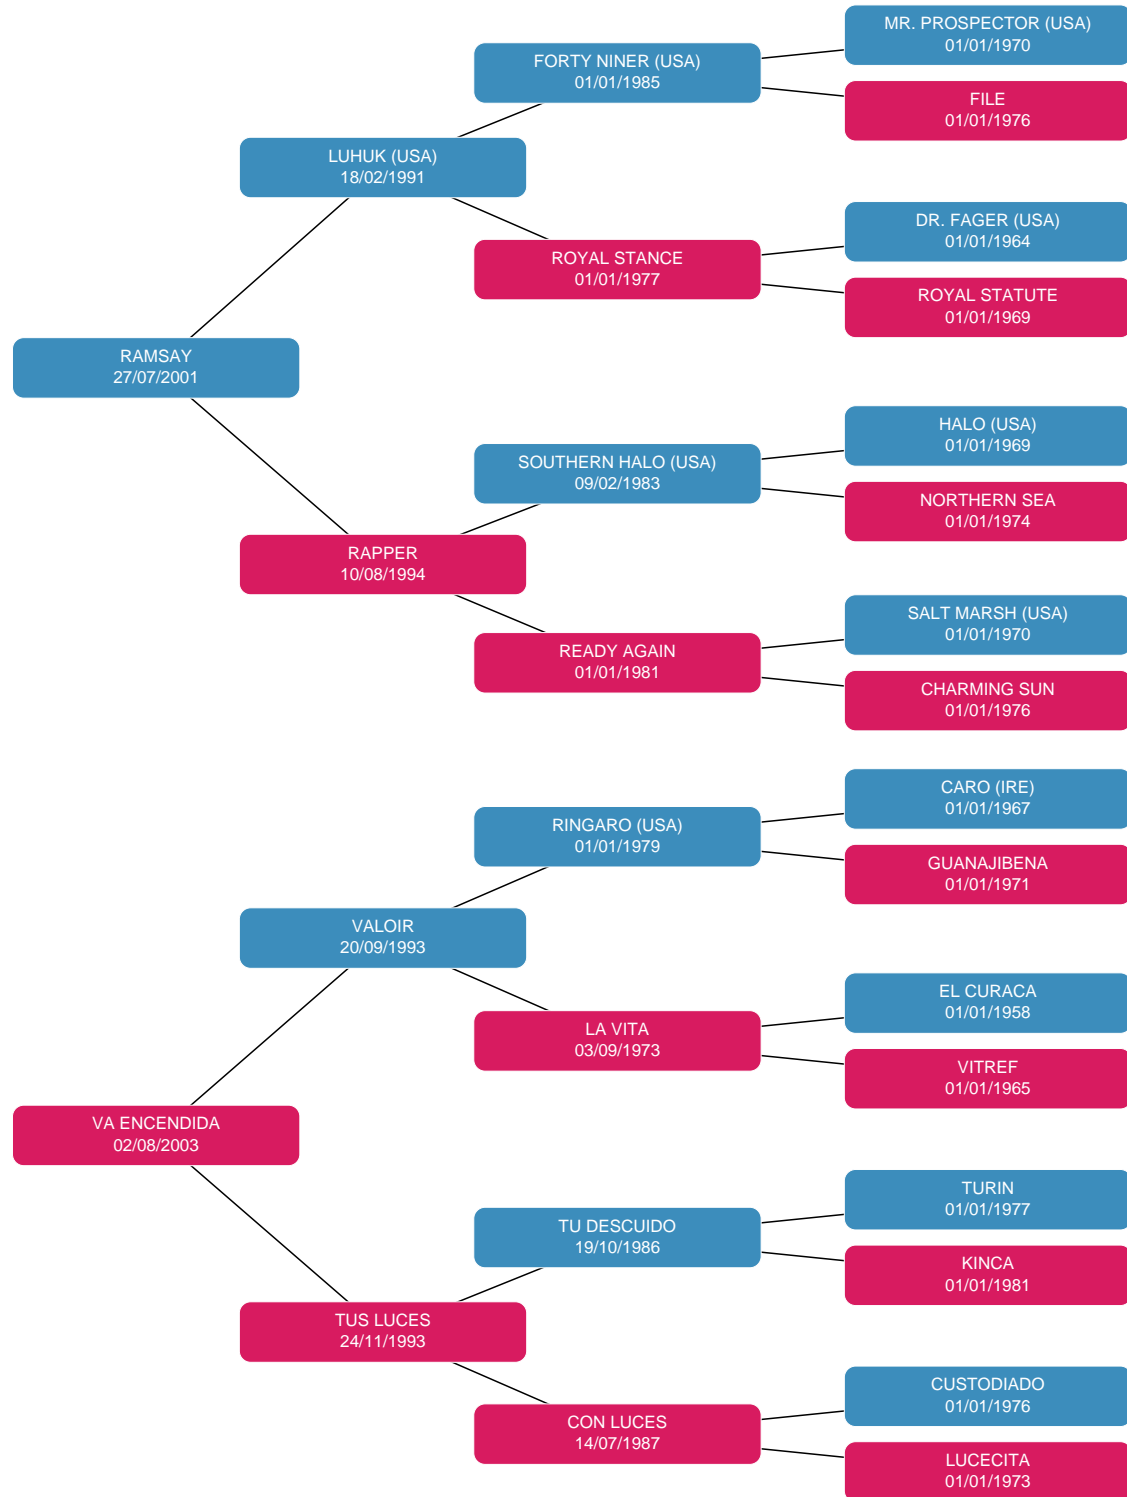 MR. PROSPECTOR (USA)
01/01/1970
FORTY NINER (USA)
01/01/1985
FILE
01/01/1976
LUHUK (USA)
18/02/1991
DR. FAGER (USA)
01/01/1964
ROYAL STANCE
01/01/1977
ROYAL STATUTE
01/01/1969
RAMSAY
27/07/2001
HALO (USA)
01/01/1969
SOUTHERN HALO (USA)
09/02/1983
NORTHERN SEA
01/01/1974
RAPPER
10/08/1994
SALT MARSH (USA)
01/01/1970
READY AGAIN
01/01/1981
CHARMING SUN
01/01/1976
CARO (IRE)
01/01/1967
RINGARO (USA)
01/01/1979
GUANAJIBENA
01/01/1971
VALOIR
20/09/1993
EL CURACA
01/01/1958
LA VITA
03/09/1973
VITREF
01/01/1965
VA ENCENDIDA
02/08/2003
TURIN
01/01/1977
TU DESCUIDO
19/10/1986
KINCA
01/01/1981
TUS LUCES
24/11/1993
CUSTODIADO
01/01/1976
CON LUCES
14/07/1987
LUCECITA
01/01/1973